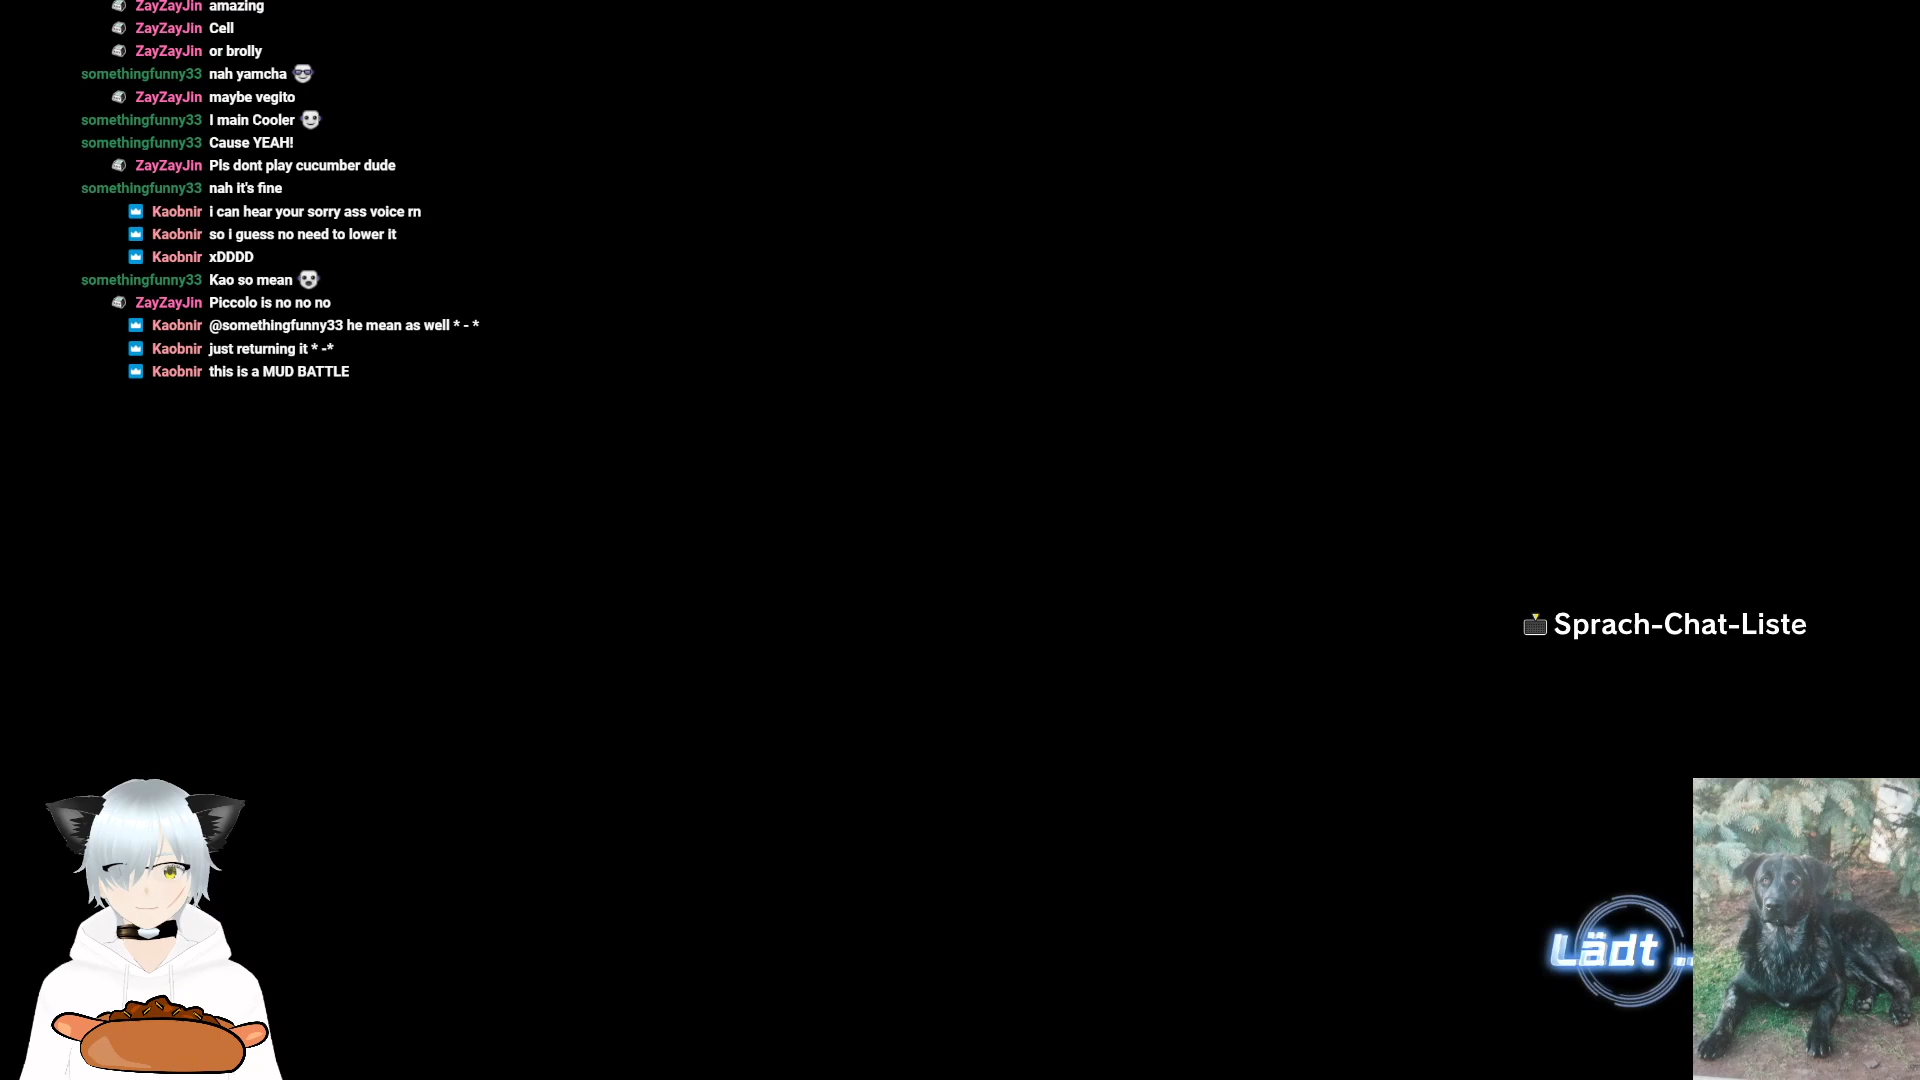 ZayZayJin amazing
ZayZayJin Cell
ZayZayJin or brolly
somethingfunny33 nah yamcha
ZayZayJin maybe vegito
somethingfunny33 I main Cooler
somethingfunny33 Cause YEAH!
ZayZayJin Pls dont play cucumber dude
somethingfunny33 nah it's fine
Kaobnir i can hear your sorry ass voice rn
Kaobnir so i guess no need to lower it
Kaobnir xDDDD
somethingfunny33 Kao so mean
ZayZayJin Piccolo is no no no
Kaobnir @somethingfunny33 he mean as well * - *
Kaobnir just returning it * -*
Kaobnir this is a MUD BATTLE
Sprach-Chat-Liste
Lädt ..